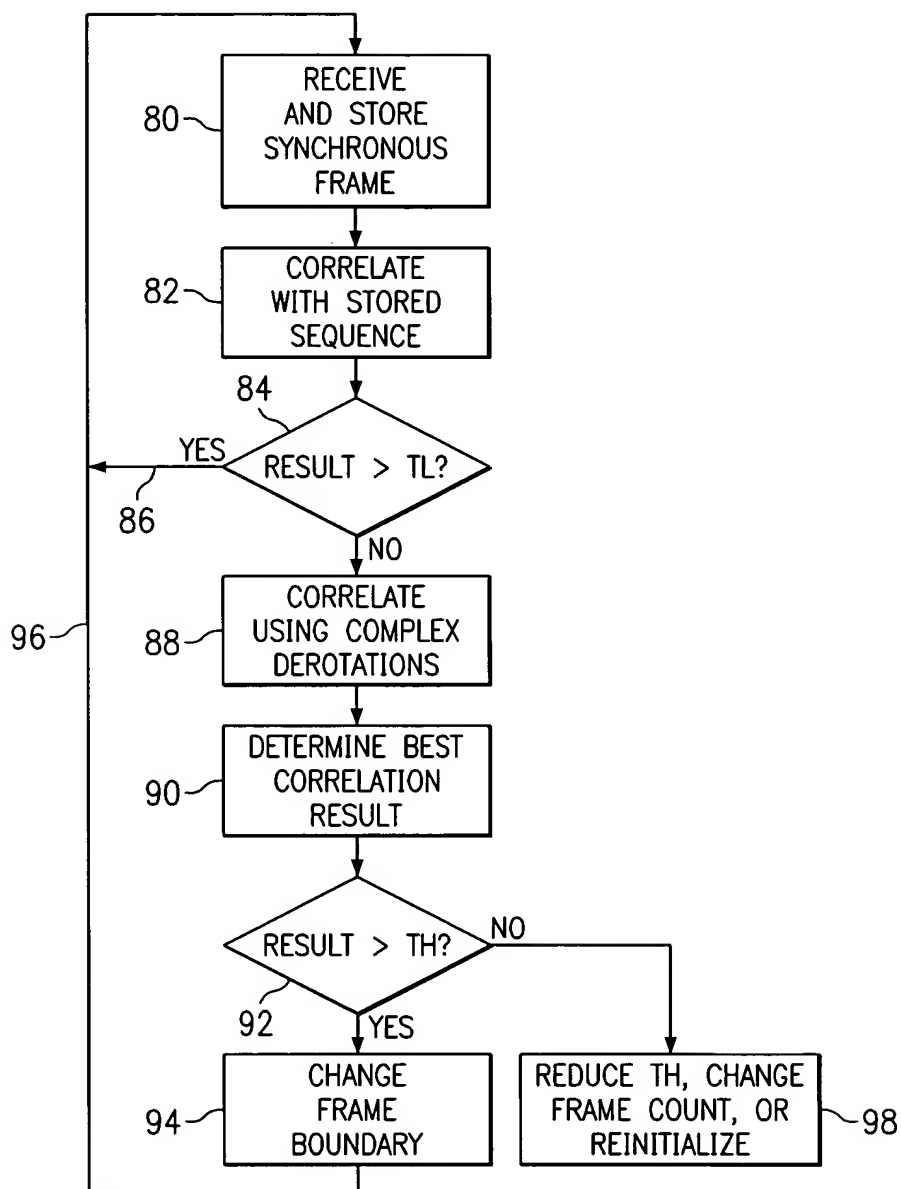 RECEIVE
AND STORE
SYNCHRONOUS
FRAME
80
CORRELATE
WITH STORED
SEQUENCE
82
84
YES
RESULT > TL?
86
NO
CORRELATE
USING COMPLEX
DEROTATIONS
88
96
DETERMINE BEST
CORRELATION
RESULT
90
RESULT > TH?
NO
92
YES
CHANGE
FRAME
BOUNDARY
94
REDUCE TH, CHANGE
FRAME COUNT, OR
REINITIALIZE
98